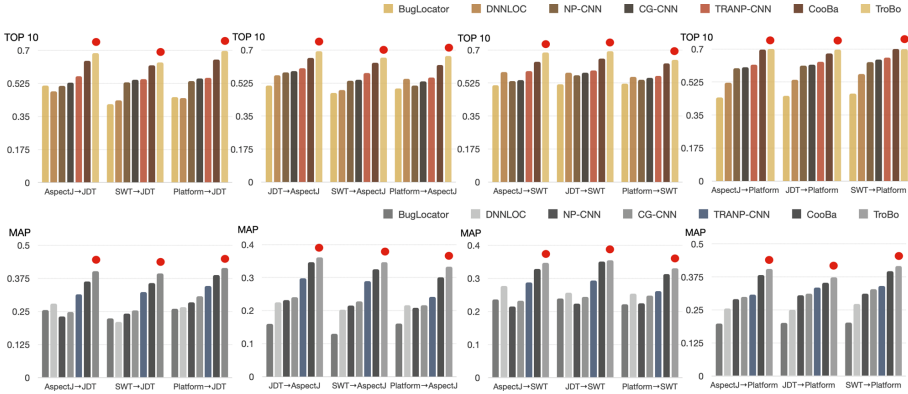 BugLocator DNNLOC NP-CNN CG-CNN TRANP-CNN CooBa TroBo
TOP 10
0.7
0.525
0.35
0.175
0
AspectJ→JDT SWT→JDT Platform→JDT
TOP 10
0.7
0.525
0.35
0.175
0
JDT→AspectJ SWT→AspectJ Platform→AspectJ
TOP 10
0.7
0.525
0.35
0.175
0
AspectJ→SWT JDT→SWT Platform→SWT
TOP 10
0.7
0.525
0.35
0.175
0
AspectJ→Platform JDT→Platform SWT→Platform
BugLocator DNNLOC NP-CNN CG-CNN TRANP-CNN CooBa TroBo
MAP
0.5
0.375
0.25
0.125
0
AspectJ→JDT SWT→JDT Platform→JDT
MAP
0.4
0.3
0.2
0.1
0
JDT→AspectJ SWT→AspectJ Platform→AspectJ
MAP
0.4
0.3
0.2
0.1
0
AspectJ→SWT JDT→SWT Platform→SWT
MAP
0.5
0.375
0.25
0.125
0
AspectJ→Platform JDT→Platform SWT→Platform